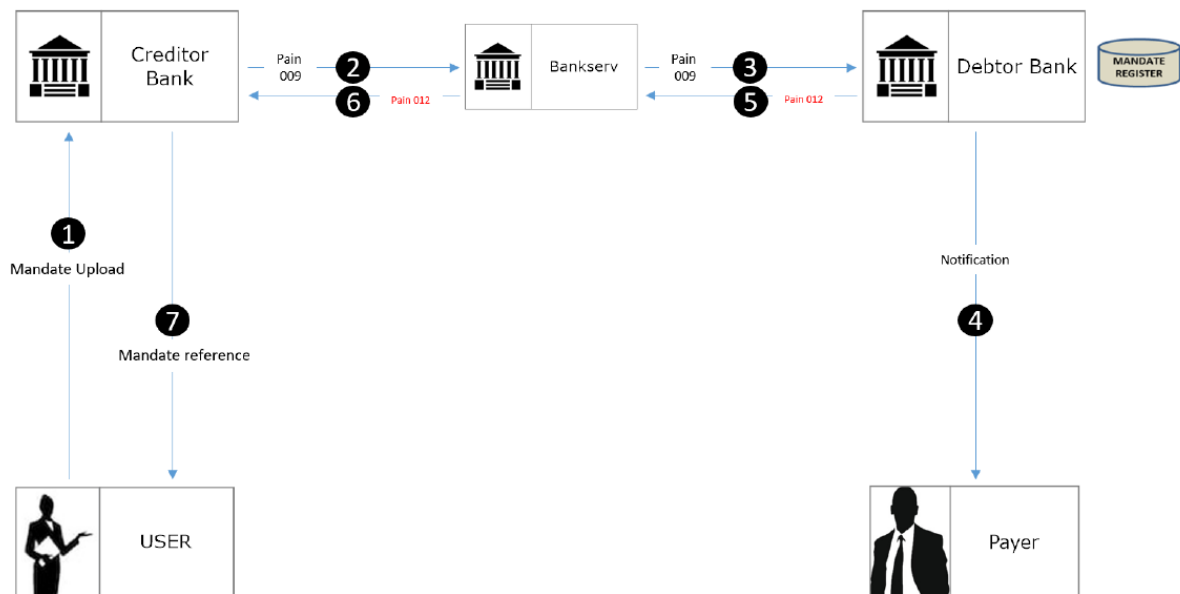 Creditor
Bank
Pain
009
2
Bankserv
Pain
009
3
Debtor Bank
MANDATE
REGISTER
6
Pain 012
5
Pain 012
1
Mandate Upload
Notification
7
4
Mandate reference
USER
Payer